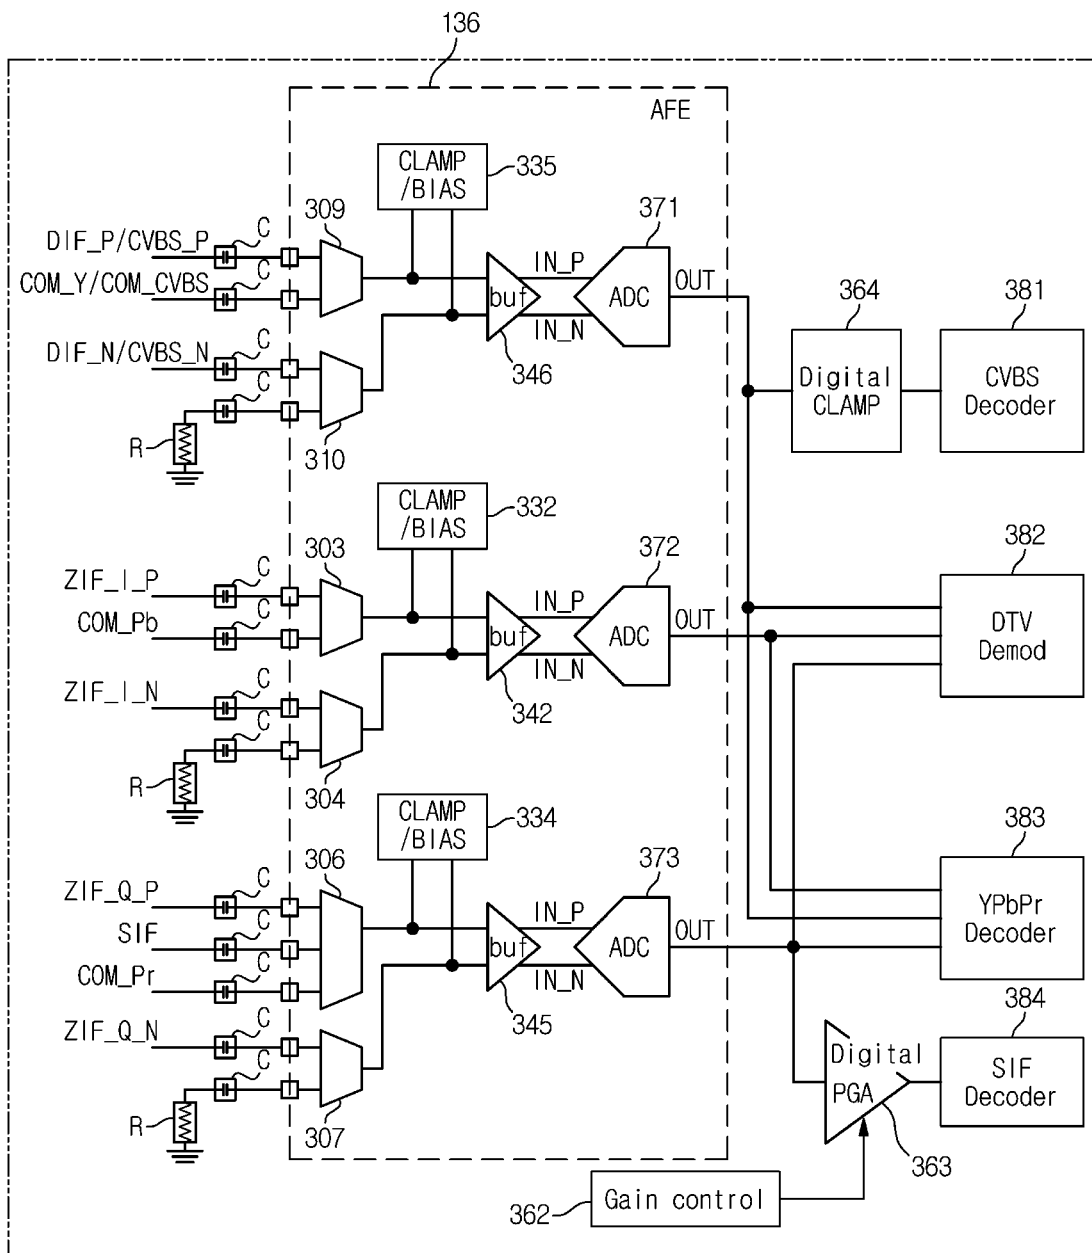 136
AFE
CLAMP
/BIAS
335
309
371
DIF_P/CVBS_P
C
IN_P
OUT
COM_Y/COM_CVBS
C
buf
ADC
364
381
IN_N
DIF_N/CVBS_N
C
346
Digital
CLAMP
CVBS
Decoder
C
R
310
CLAMP
/BIAS
332
303
372
382
ZIF_I_P
C
IN_P
OUT
COM_Pb
C
buf
ADC
DTV
Demod
IN_N
ZIF_I_N
C
342
C
R
304
CLAMP
/BIAS
334
306
373
383
ZIF_Q_P
C
IN_P
YPbPr
Decoder
SIF
C
buf
ADC
OUT
COM_Pr
C
IN_N
345
384
ZIF_Q_N
C
Digital
PGA
SIF
Decoder
C
R
307
363
362
Gain control